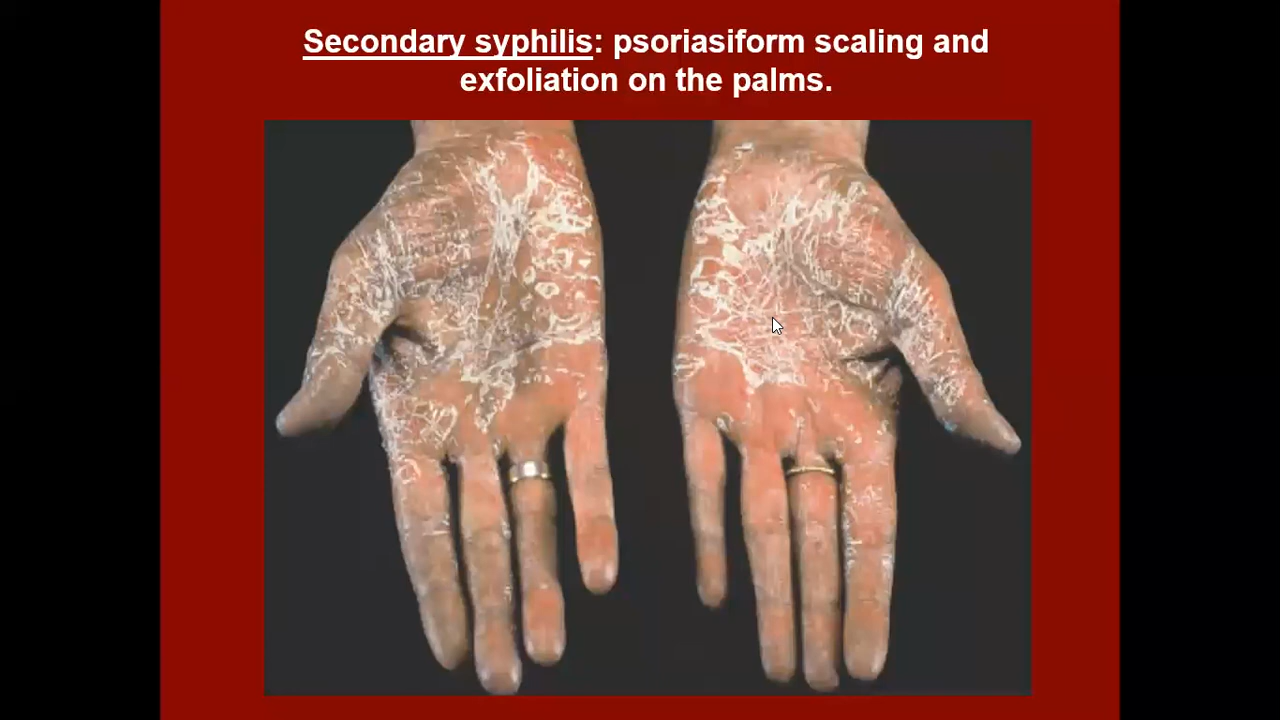 Secondary syphilis: psoriasiform scaling and
exfoliation on the palms.